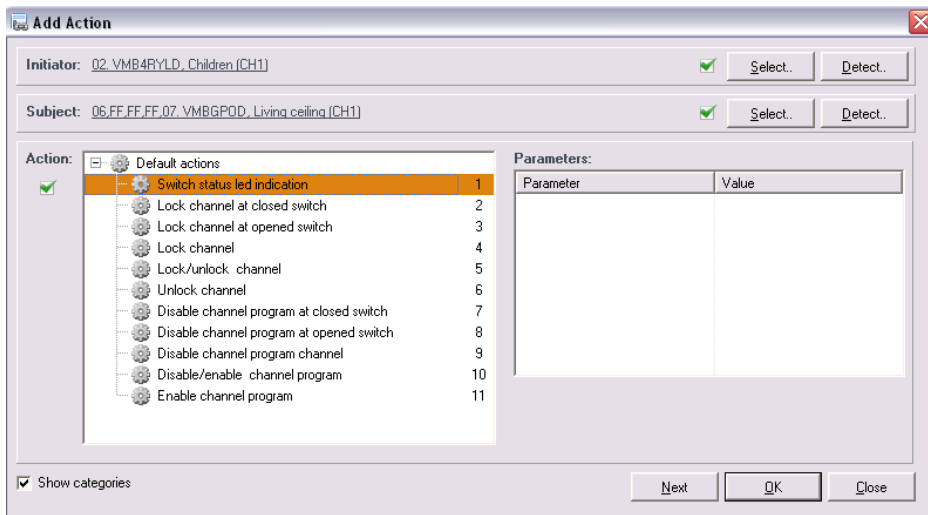 Add Action
Initiator: 02. VMB4RYLD, Children (CH1) Select.. Detect..
Subject: 06,FF,FF,FF,07. VMBGPOD, Living ceiling (CH1) Select.. Detect..
Action: Default actions
Switch status led indication 1
Lock channel at closed switch 2
Lock channel at opened switch 3
Lock channel 4
Lock/unlock channel 5
Unlock channel 6
Disable channel program at closed switch 7
Disable channel program at opened switch 8
Disable channel program channel 9
Disable/enable channel program 10
Enable channel program 11
Parameters:
Parameter Value
Show categories Next OK Close